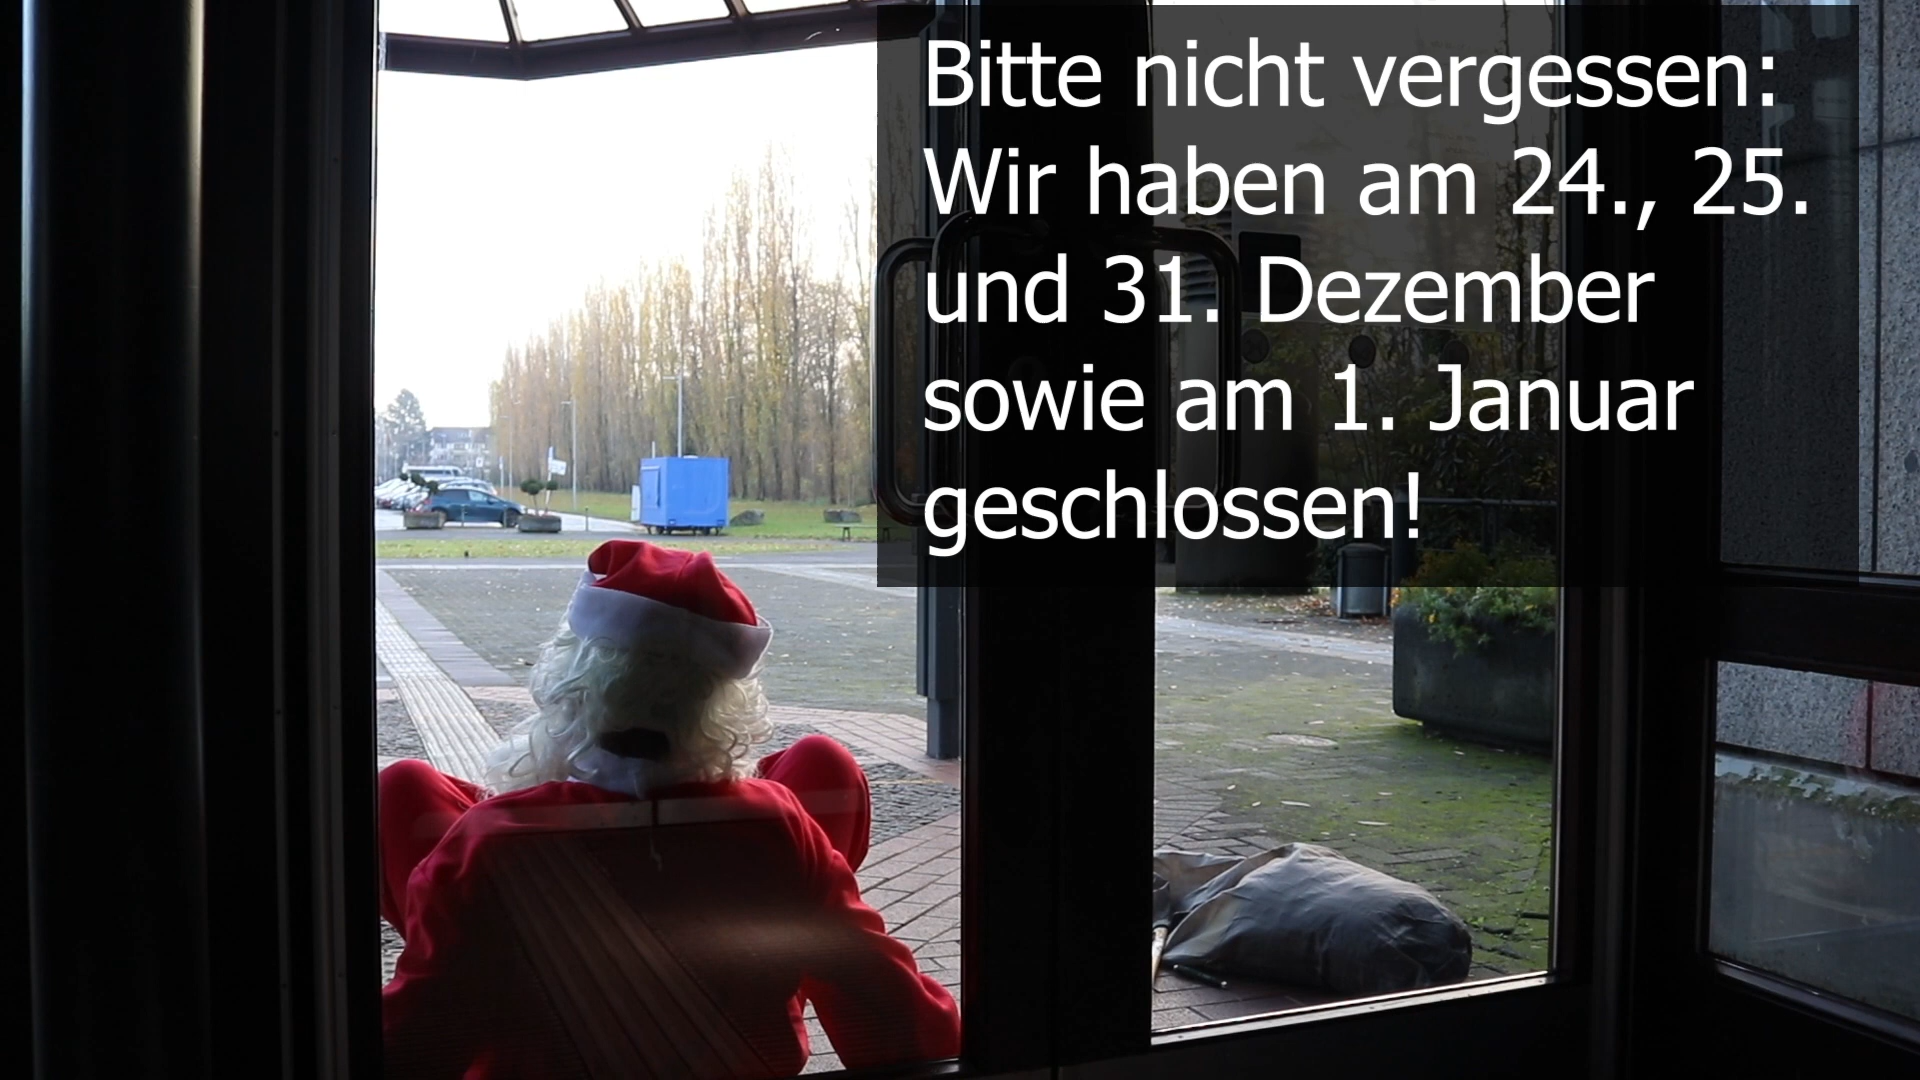 Bitte nicht vergessen:
Wir haben am 24., 25.
und 31. Dezember
sowie am 1. Januar
geschlossen!